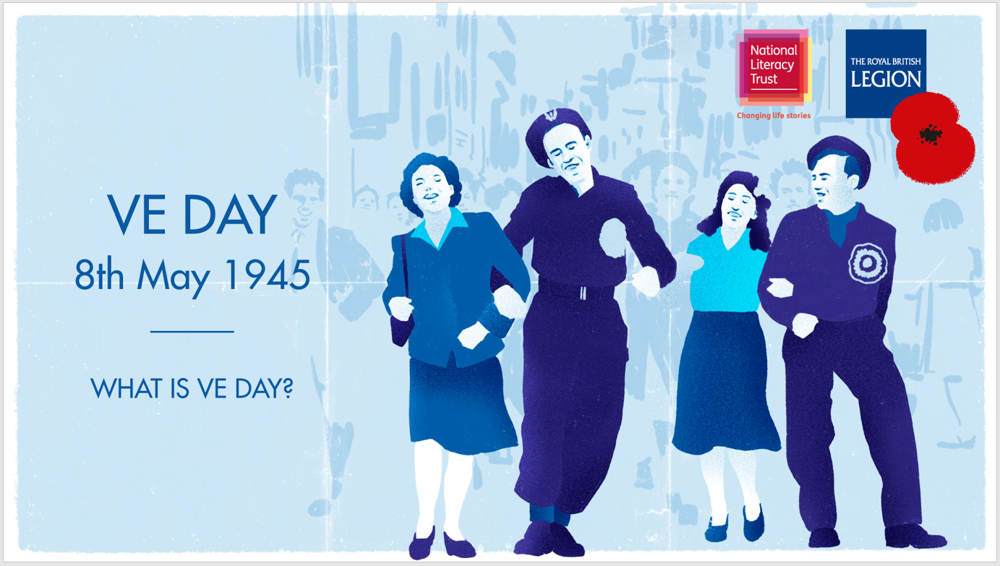 VE DAY
8th May 1945
WHAT IS VE DAY?
National
Literacy
Trust
Changing life stories
THE ROYAL BRITISH
LEGION